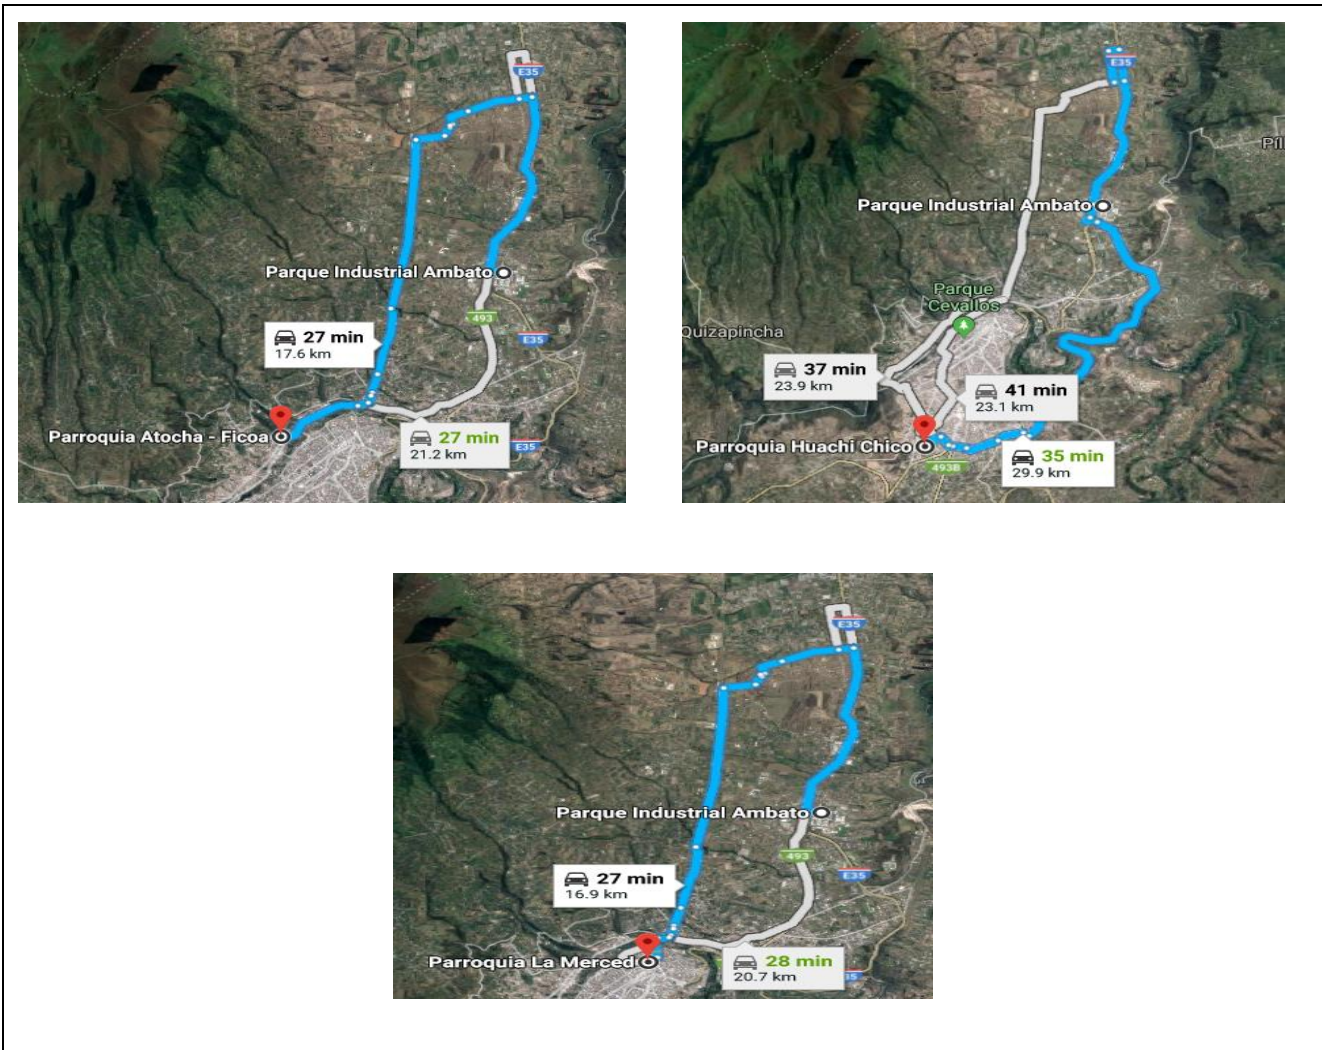 E35
Parque Industrial Ambato
27 min
17.6 km
493
E35
Parroquia Atocha - Ficoa
27 min
21.2 km
E35
E35
Parque Industrial Ambato
Parque
Cevallos
Quizapincha
37 min
23.9 km
41 min
23.1 km
Parroquia Huachi Chico
493B
35 min
29.9 km
E35
Parque Industrial Ambato
493
27 min
16.9 km
E35
Parroquia La Merced
28 min
20.7 km